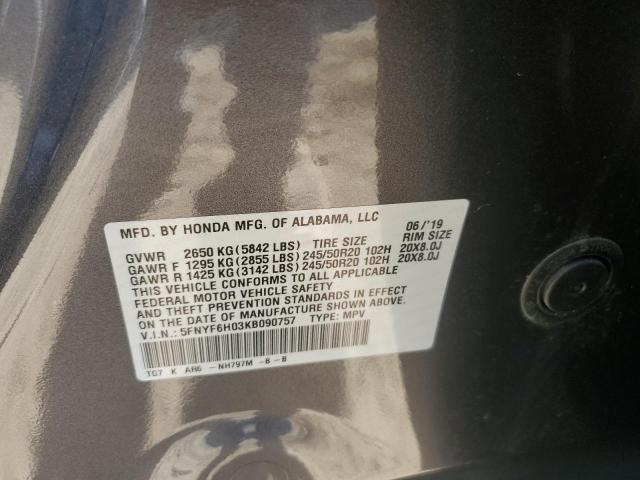 MFD. BY HONDA MFG. OF ALABAMA, LLC 06/'19
GVWR 2650 KG(5842 LBS) TIRE SIZE RIM SIZE
GAWR F 1295 KG(2855 LBS)245/50R20 102H 20X8.0J
GAWR R 1425 KG(3142 LBS)245/50R20 102H 20X8.0J
THIS VEHICLE CONFORMS TO ALL APPLICABLE
FEDERAL MOTOR VEHICLE SAFETY
AND THEFT PREVENTION STANDARDS IN EFFECT
ON THE DATE OF MANUFACTURE SHOWN ABOVE
V.I.N.: 5FNYF6H03KB090757 TYPE: MPV
TG7 K AR6 -NH797M -B -B